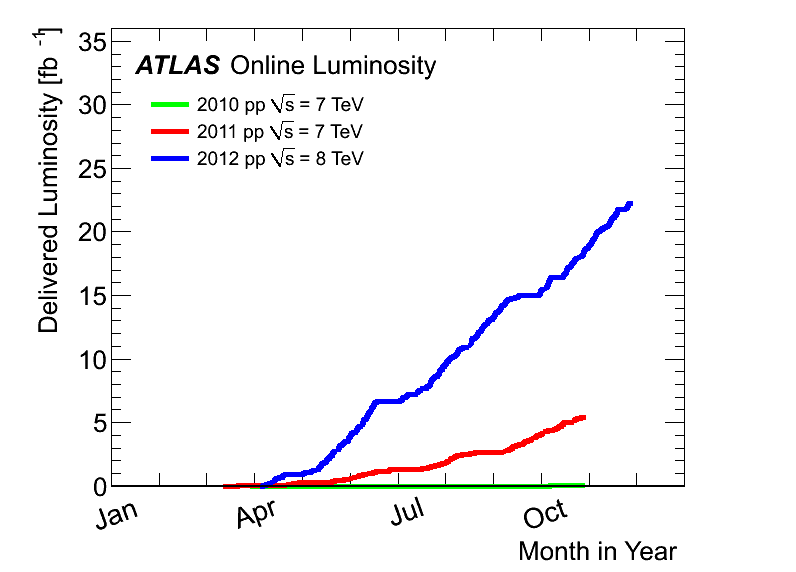 ATLAS Online Luminosity
2010 pp √s = 7 TeV
2011 pp √s = 7 TeV
2012 pp √s = 8 TeV
Delivered Luminosity [fb⁻¹]
35
30
25
20
15
10
5
0
Jan Apr Jul Oct
Month in Year